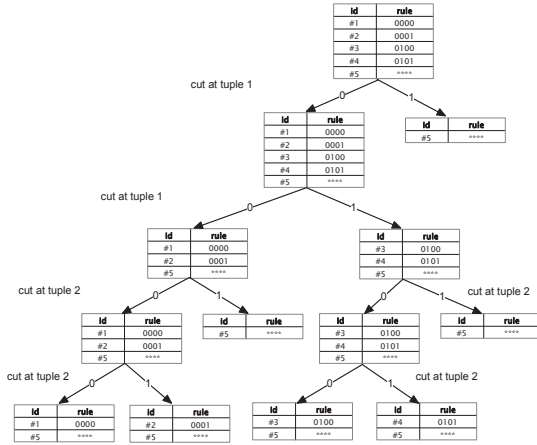 id rule
#1 0000
#2 0001
#3 0100
#4 0101
#5 ****
cut at tuple 1
0
1
id rule
#1 0000
#2 0001
#3 0100
#4 0101
#5 ****
id rule
#5 ****
cut at tuple 1
0
1
id rule
#1 0000
#2 0001
#5 ****
id rule
#3 0100
#4 0101
#5 ****
cut at tuple 2
0
1
0
1
cut at tuple 2
id rule
#1 0000
#2 0001
#5 ****
id rule
#5 ****
id rule
#3 0100
#4 0101
#5 ****
id rule
#5 ****
cut at tuple 2
0
1
0
1
cut at tuple 2
id rule
#1 0000
#5 ****
id rule
#2 0001
#5 ****
id rule
#3 0100
#5 ****
id rule
#4 0101
#5 ****